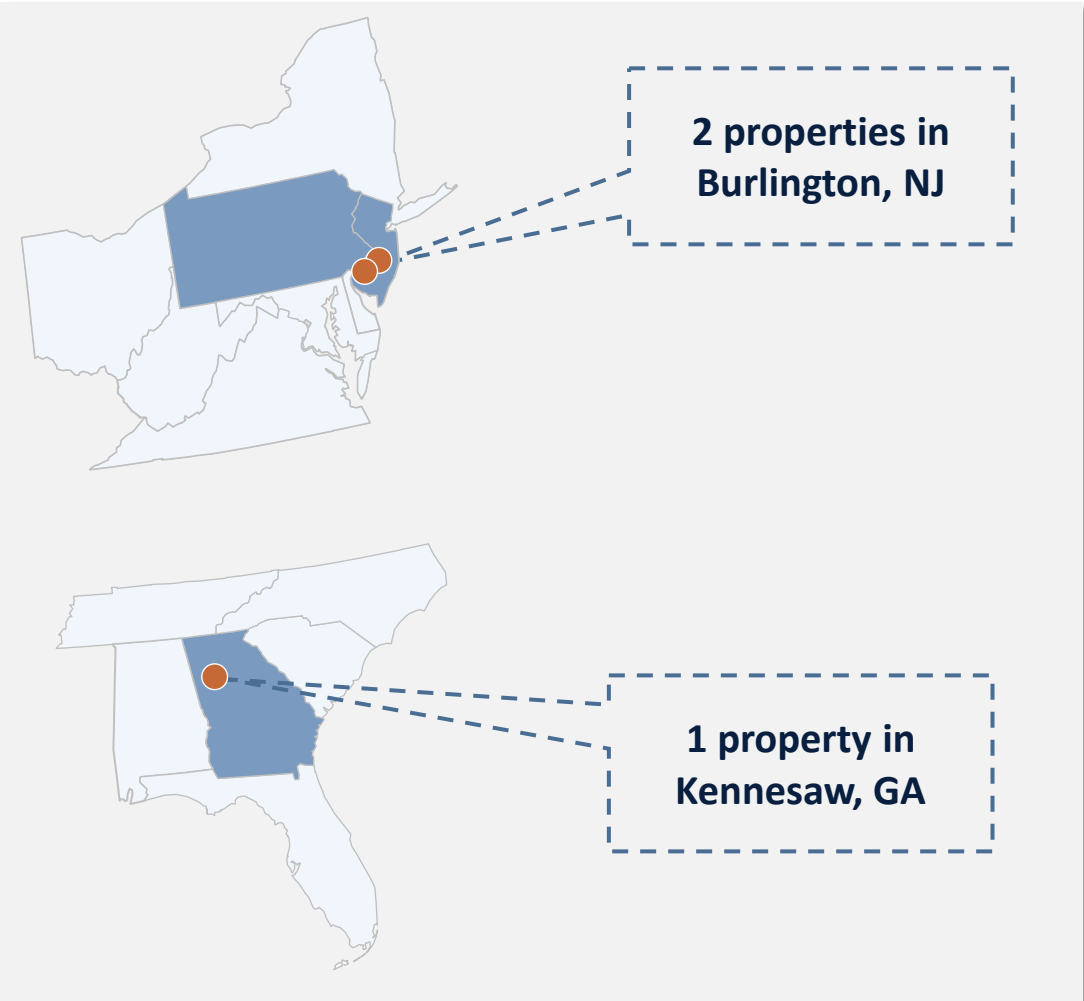 2 properties in
Burlington, NJ
1 property in
Kennesaw, GA